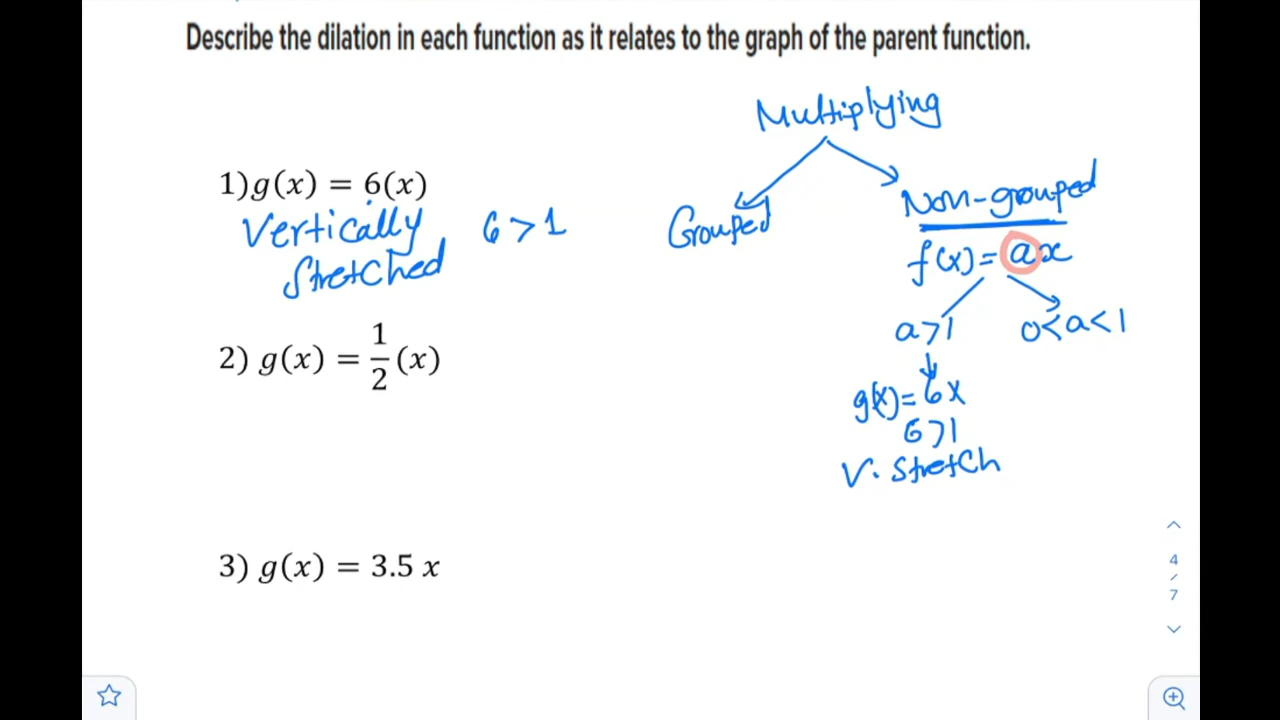 Describe the dilation in each function as it relates to the graph of the parent function.
Multiplying
1)g(x) = 6(x)
Vertically
Stretched
6 > 1
Grouped
Non-grouped
f(x) = ax
a>1
0<a<1
g(x) = 6x
6>1
V. Stretch
2) g(x) = 1/2 (x)
3) g(x) = 3.5 x
4
/
7